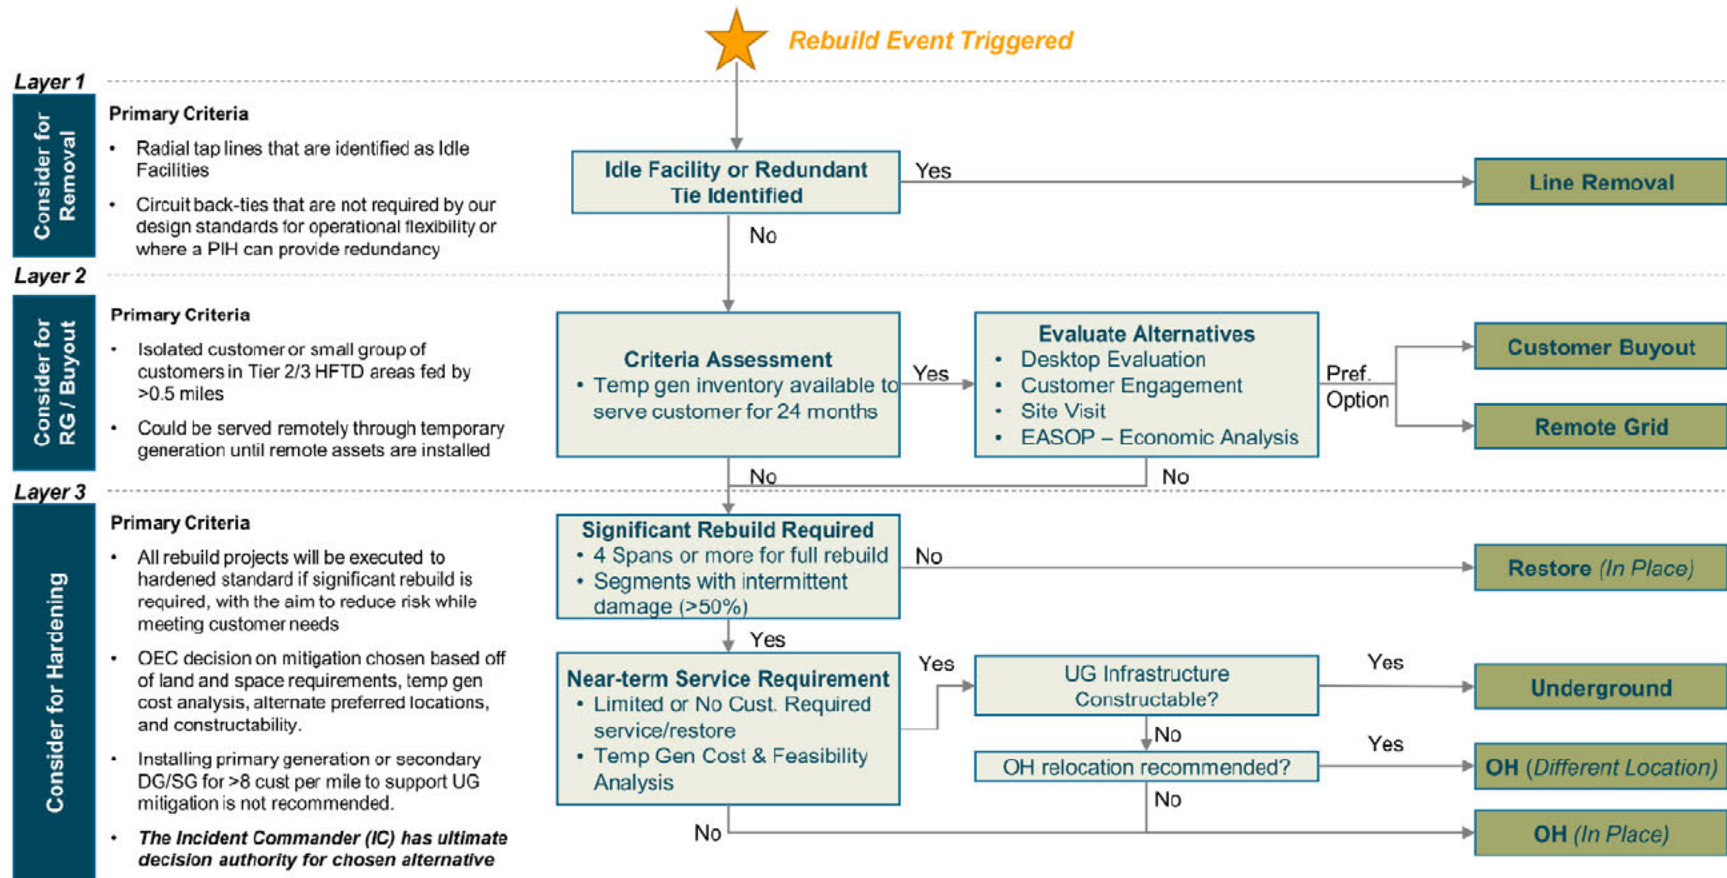 Rebuild Event Triggered
Layer 1
Consider for
Removal
Primary Criteria
• Radial tap lines that are identified as Idle
Facilities
• Circuit back-ties that are not required by our
design standards for operational flexibility or
where a PIH can provide redundancy
Idle Facility or Redundant
Tie Identified
Yes
Line Removal
No
Layer 2
Consider for
RG / Buyout
Primary Criteria
• Isolated customer or small group of
customers in Tier 2/3 HFTD areas fed by
>0.5 miles
• Could be served remotely through temporary
generation until remote assets are installed
Criteria Assessment
• Temp gen inventory available to
serve customer for 24 months
Yes
Evaluate Alternatives
• Desktop Evaluation
• Customer Engagement
• Site Visit
• EASOP – Economic Analysis
Pref.
Option
Customer Buyout
Remote Grid
No
No
Layer 3
Consider for Hardening
Primary Criteria
• All rebuild projects will be executed to
hardened standard if significant rebuild is
required, with the aim to reduce risk while
meeting customer needs
• OEC decision on mitigation chosen based off
of land and space requirements, temp gen
cost analysis, alternate preferred locations,
and constructability.
• Installing primary generation or secondary
DG/SG for >8 cust per mile to support UG
mitigation is not recommended.
• The Incident Commander (IC) has ultimate
decision authority for chosen alternative
Significant Rebuild Required
• 4 Spans or more for full rebuild
• Segments with intermittent
damage (>50%)
No
Restore (In Place)
Yes
Near-term Service Requirement
• Limited or No Cust. Required
service/restore
• Temp Gen Cost & Feasibility
Analysis
Yes
UG Infrastructure
Constructable?
Yes
Underground
No
OH relocation recommended?
Yes
OH (Different Location)
No
No
OH (In Place)